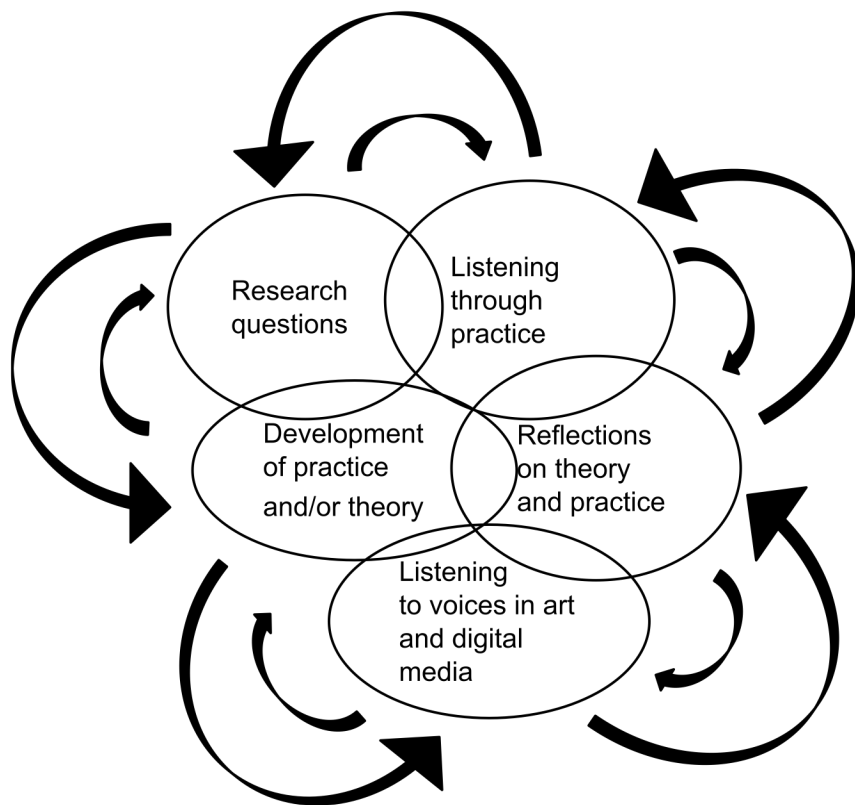 Research
questions
Listening
through
practice
Development
of practice
and/or theory
Reflections
on theory
and practice
Listening
to voices in art
and digital
media